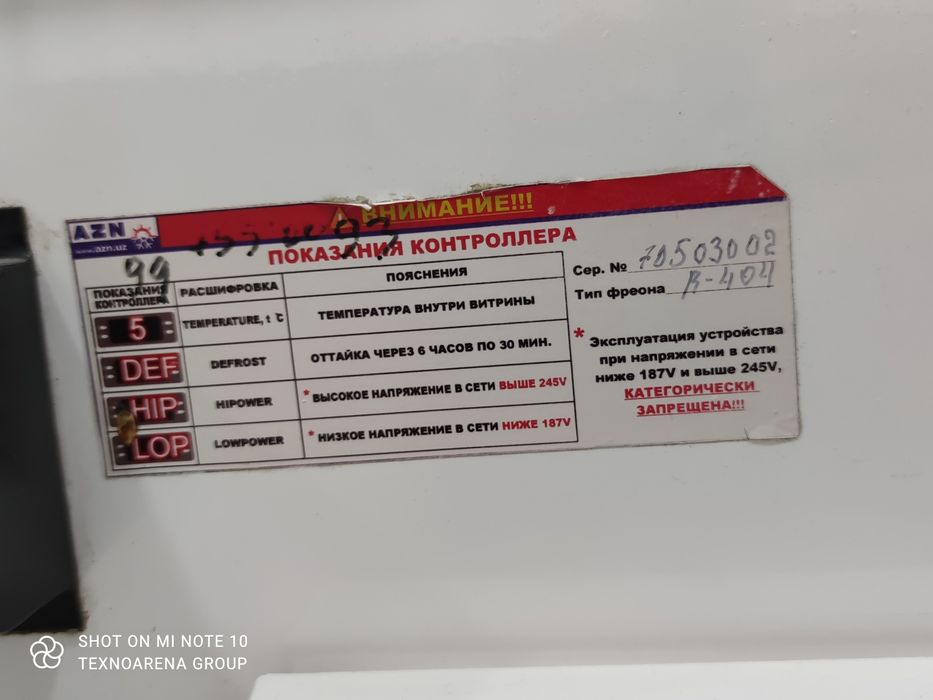 AZN
www.azn.uz
ВНИМАНИЕ!!!
ПОКАЗАНИЯ КОНТРОЛЛЕРА
99
ПОКАЗАНИЯ КОНТРОЛЛЕРА
РАСШИФРОВКА
ПОЯСНЕНИЯ
5
TEMPERATURE, t °C
ТЕМПЕРАТУРА ВНУТРИ ВИТРИНЫ
DEF
DEFROST
ОТТАЙКА ЧЕРЕЗ 6 ЧАСОВ ПО 30 МИН.
HIP
HIPOWER
* ВЫСОКОЕ НАПРЯЖЕНИЕ В СЕТИ ВЫШЕ 245V
LOP
LOWPOWER
* НИЗКОЕ НАПРЯЖЕНИЕ В СЕТИ НИЖЕ 187V
Сер. № 70503002
Тип фреона R-404
* Эксплуатация устройства
при напряжении в сети
ниже 187V и выше 245V,
КАТЕГОРИЧЕСКИ
ЗАПРЕЩЕНА!!!
SHOT ON MI NOTE 10
TEXNOARENA GROUP